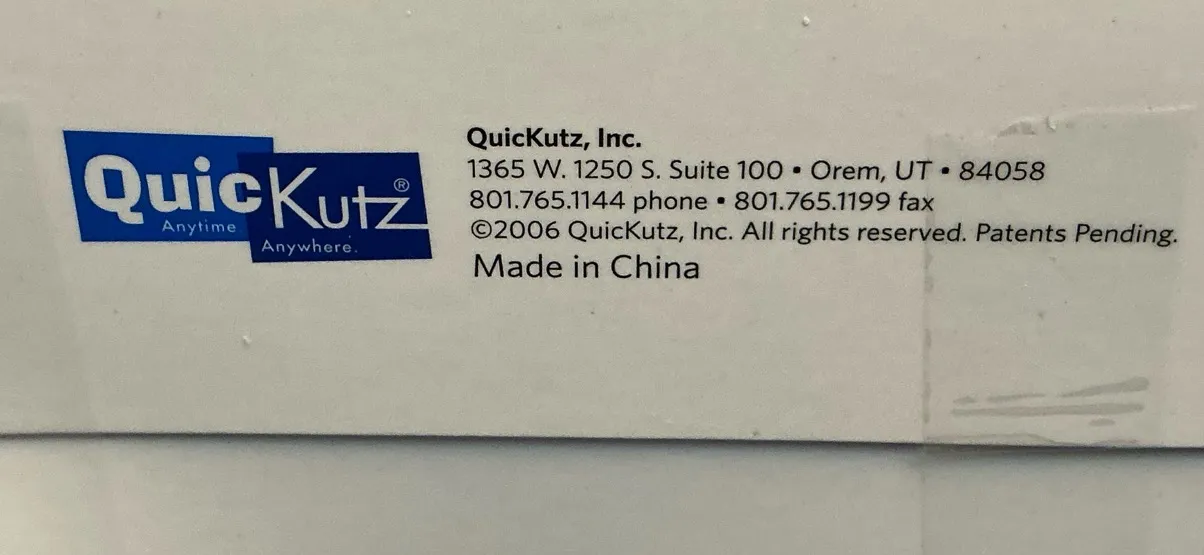 QuicKutz®
Anytime
Anywhere.
QuicKutz, Inc.
1365 W. 1250 S. Suite 100 • Orem, UT • 84058
801.765.1144 phone • 801.765.1199 fax
©2006 QuicKutz, Inc. All rights reserved. Patents Pending.
Made in China